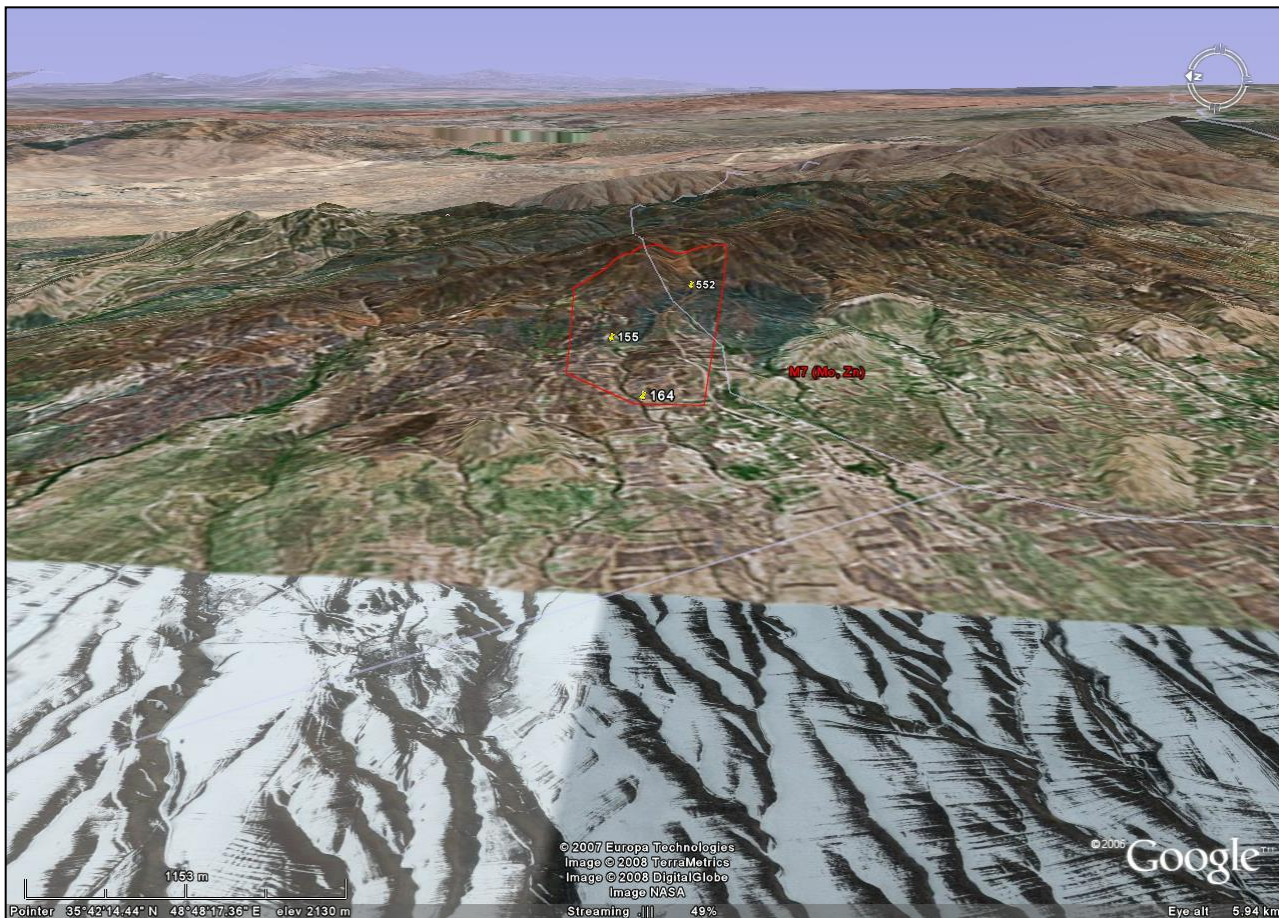 N
552
155
M7 (Mo, Zn)
164
© 2007 Europa Technologies
Image © 2008 TerraMetrics
Image © 2008 DigitalGlobe
Image NASA
© 2006 Google™
1153 m
Pointer 35°42'14.44" N 48°48'17.36" E elev 2130 m Streaming 49% Eye alt 5.94 km